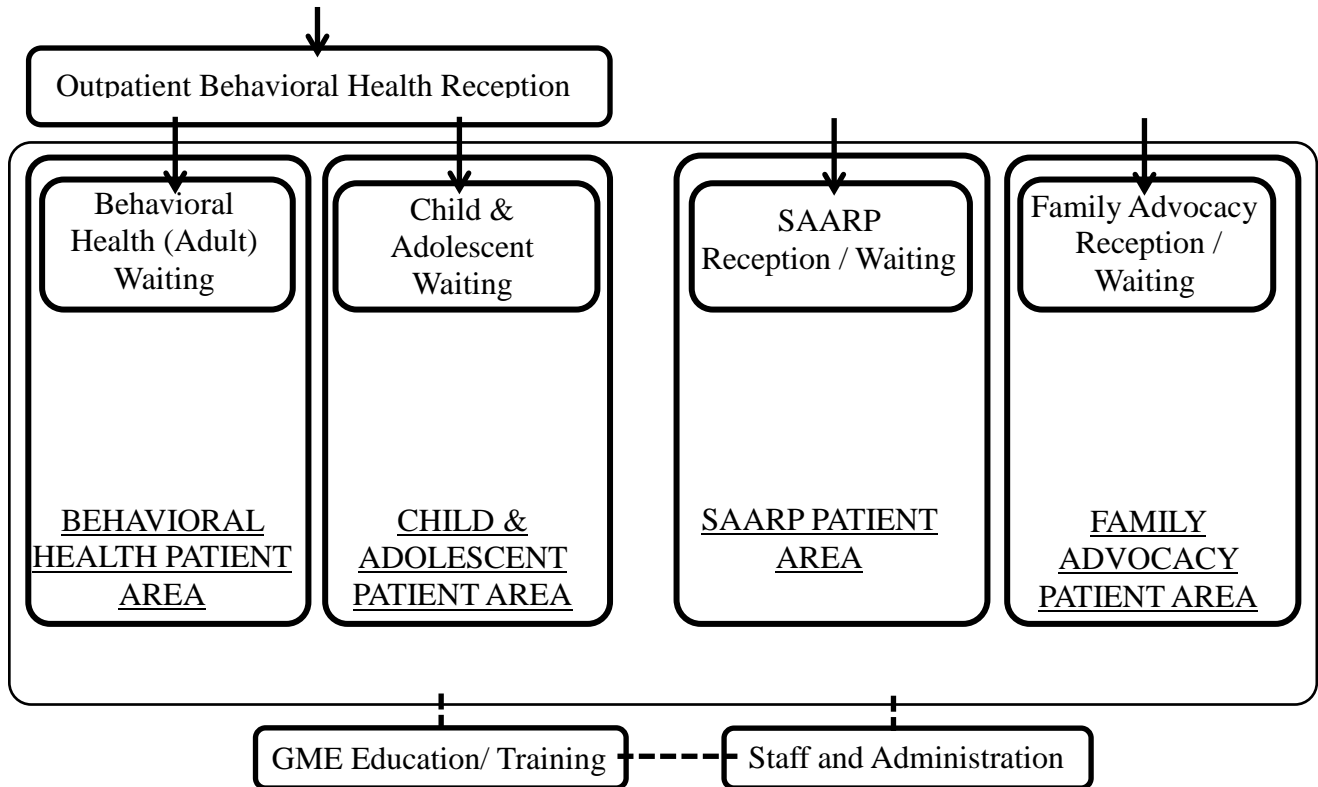 Outpatient Behavioral Health Reception
Behavioral
Health (Adult)
Waiting
Child &
Adolescent
Waiting
SAARP
Reception / Waiting
Family Advocacy
Reception /
Waiting
BEHAVIORAL
HEALTH PATIENT
AREA
CHILD &
ADOLESCENT
PATIENT AREA
SAARP PATIENT
AREA
FAMILY
ADVOCACY
PATIENT AREA
GME Education/ Training
Staff and Administration